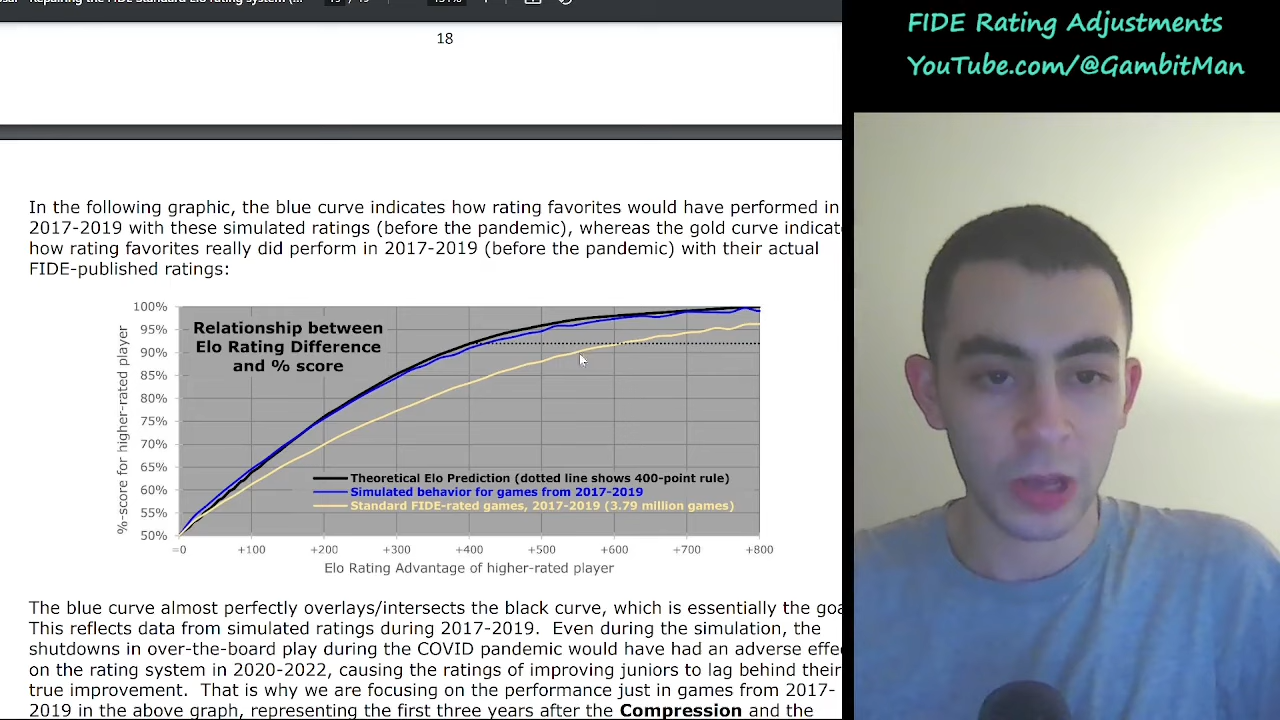 osal - Repairing the FIDE Standard Elo rating system (...
18
FIDE Rating Adjustments
YouTube.com/@GambitMan
In the following graphic, the blue curve indicates how rating favorites would have performed in
2017-2019 with these simulated ratings (before the pandemic), whereas the gold curve indicat
how rating favorites really did perform in 2017-2019 (before the pandemic) with their actual
FIDE-published ratings:
Relationship between
Elo Rating Difference
and % score
%-score for higher-rated player
100%
95%
90%
85%
80%
75%
70%
65%
60%
55%
50%
Theoretical Elo Prediction (dotted line shows 400-point rule)
Simulated behavior for games from 2017-2019
Standard FIDE-rated games, 2017-2019 (3.79 million games)
=0 +100 +200 +300 +400 +500 +600 +700 +800
Elo Rating Advantage of higher-rated player
The blue curve almost perfectly overlays/intersects the black curve, which is essentially the goa
This reflects data from simulated ratings during 2017-2019. Even during the simulation, the
shutdowns in over-the-board play during the COVID pandemic would have had an adverse effe
on the rating system in 2020-2022, causing the ratings of improving juniors to lag behind their
true improvement. That is why we are focusing on the performance just in games from 2017-
2019 in the above graph, representing the first three years after the Compression and the